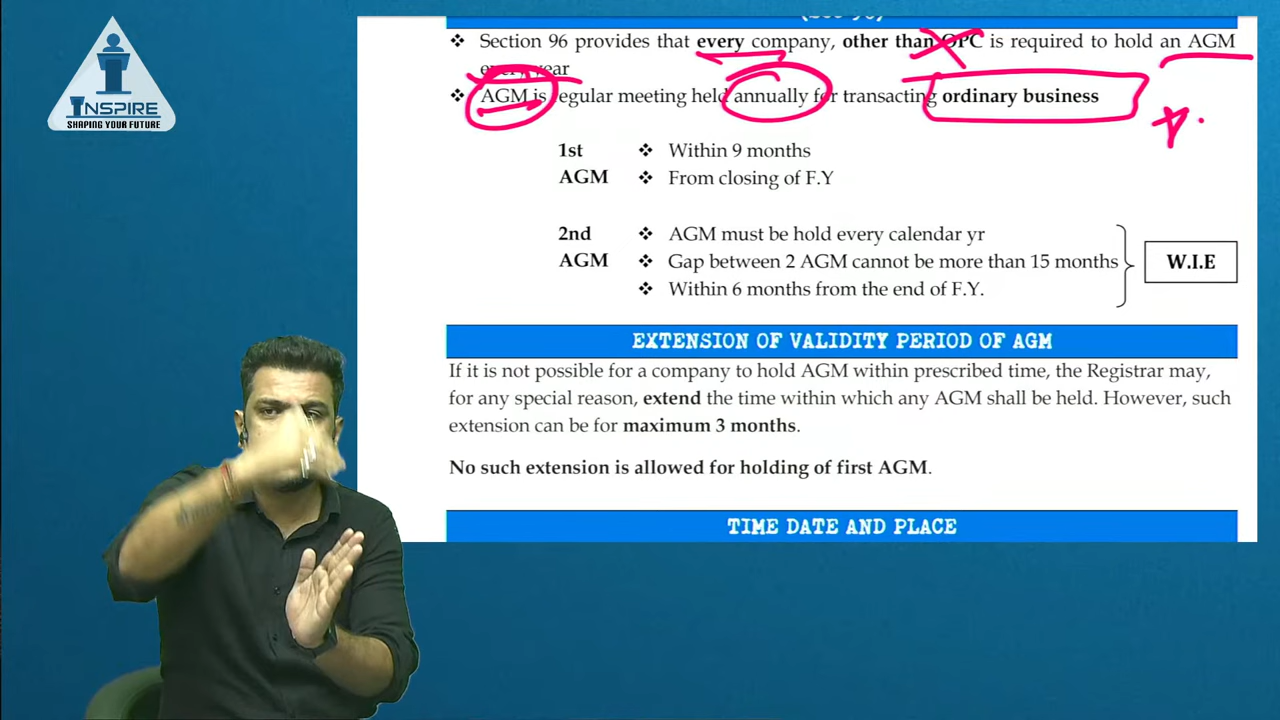 INSPIRE
SHAPING YOUR FUTURE
❖ Section 96 provides that every company, other than OPC is required to hold an AGM
every year
❖ AGM is regular meeting held annually for transacting ordinary business
1st ❖ Within 9 months
AGM ❖ From closing of F.Y
2nd ❖ AGM must be hold every calendar yr
AGM ❖ Gap between 2 AGM cannot be more than 15 months
❖ Within 6 months from the end of F.Y.
W.I.E
EXTENSION OF VALIDITY PERIOD OF AGM
If it is not possible for a company to hold AGM within prescribed time, the Registrar may,
for any special reason, extend the time within which any AGM shall be held. However, such
extension can be for maximum 3 months.
No such extension is allowed for holding of first AGM.
TIME DATE AND PLACE